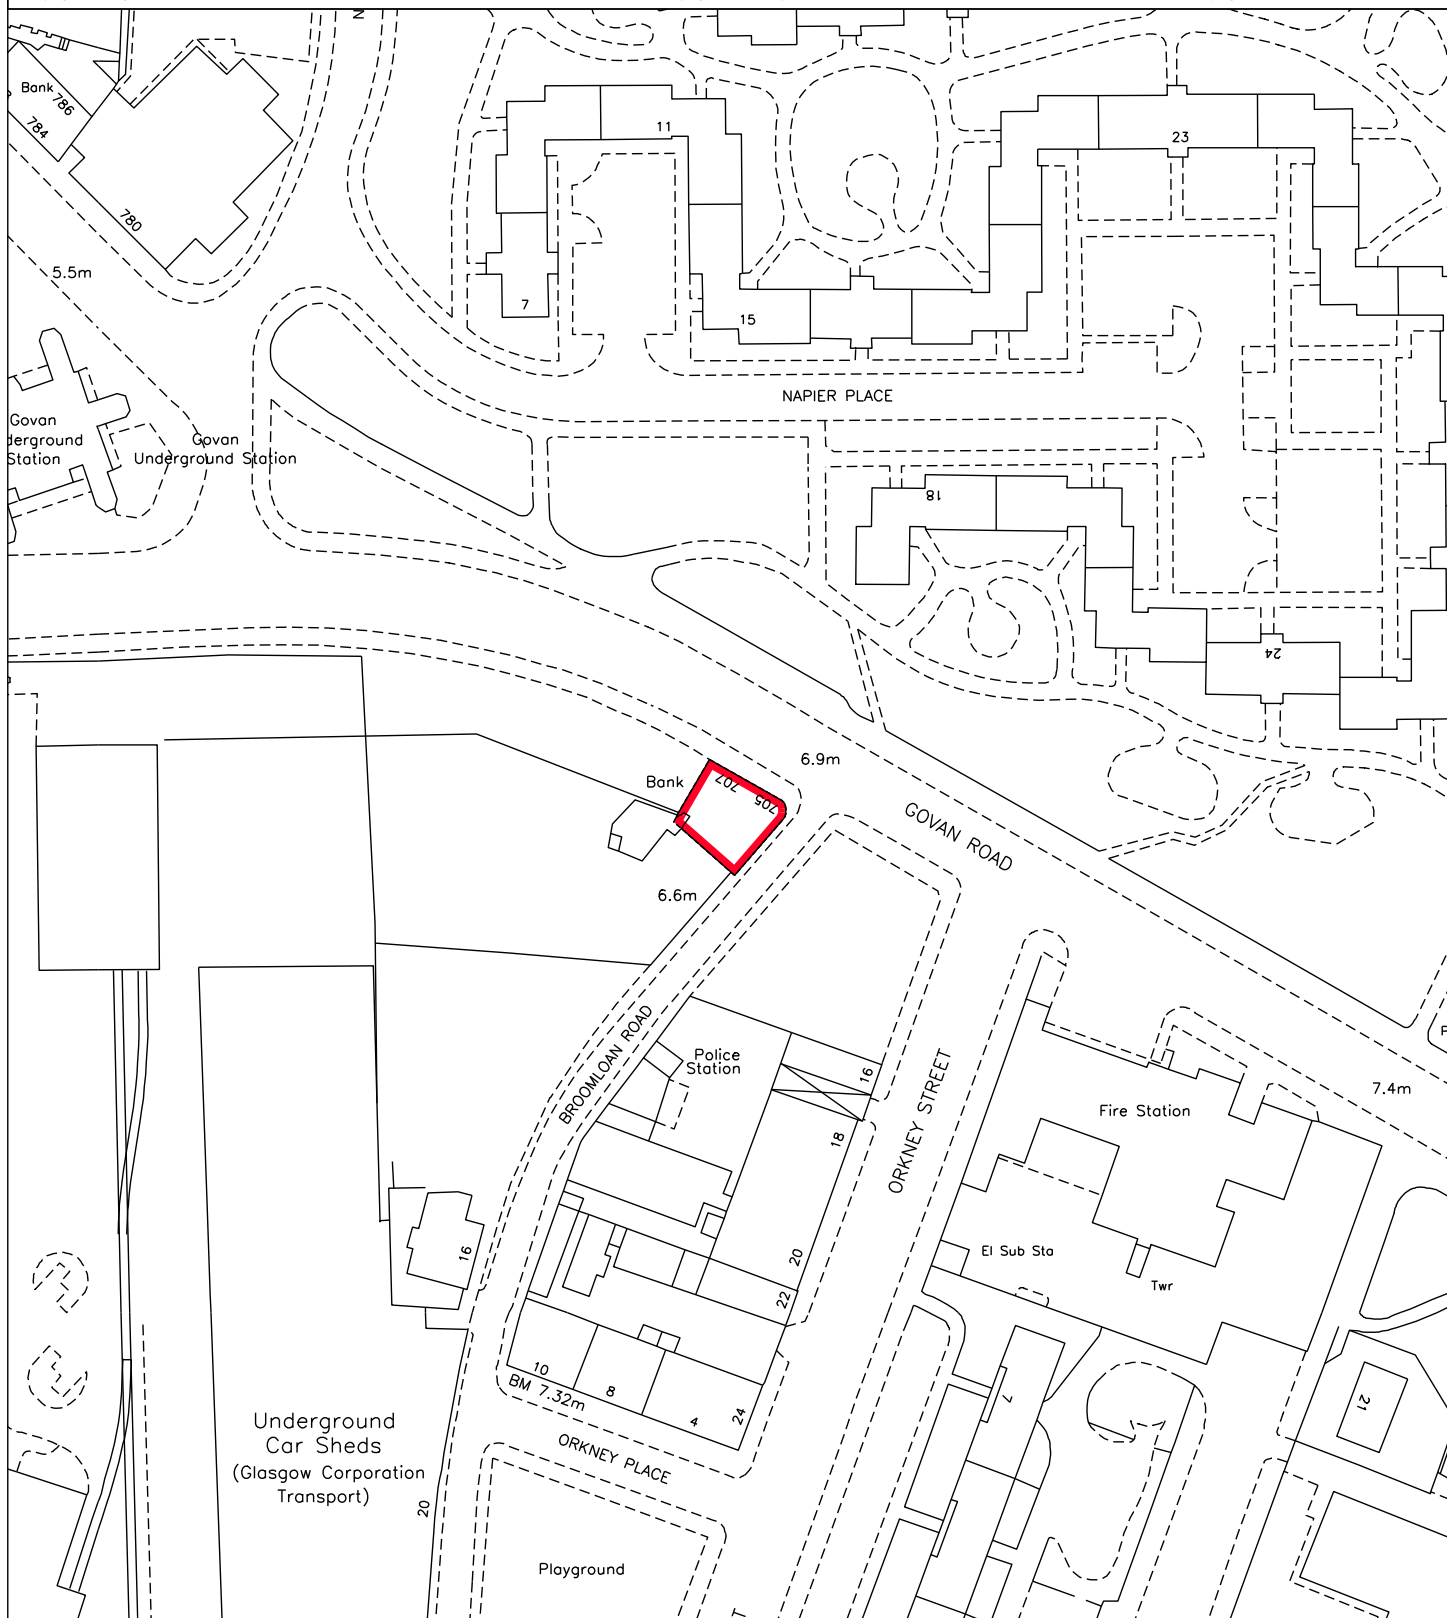 N
Bank
786
784
780
11
23
5.5m
7
15
NAPIER PLACE
Govan
derground
Station
Govan
Underground Station
18
24
6.9m
Bank
707
705
GOVAN ROAD
6.6m
BROOMLOAN ROAD
Police
Station
16
18
ORKNEY STREET
Fire Station
7.4m
El Sub Sta
Twr
16
20
22
10
8
4
24
BM 7.32m
ORKNEY PLACE
7
21
Underground
Car Sheds
(Glasgow Corporation
Transport)
20
Playground